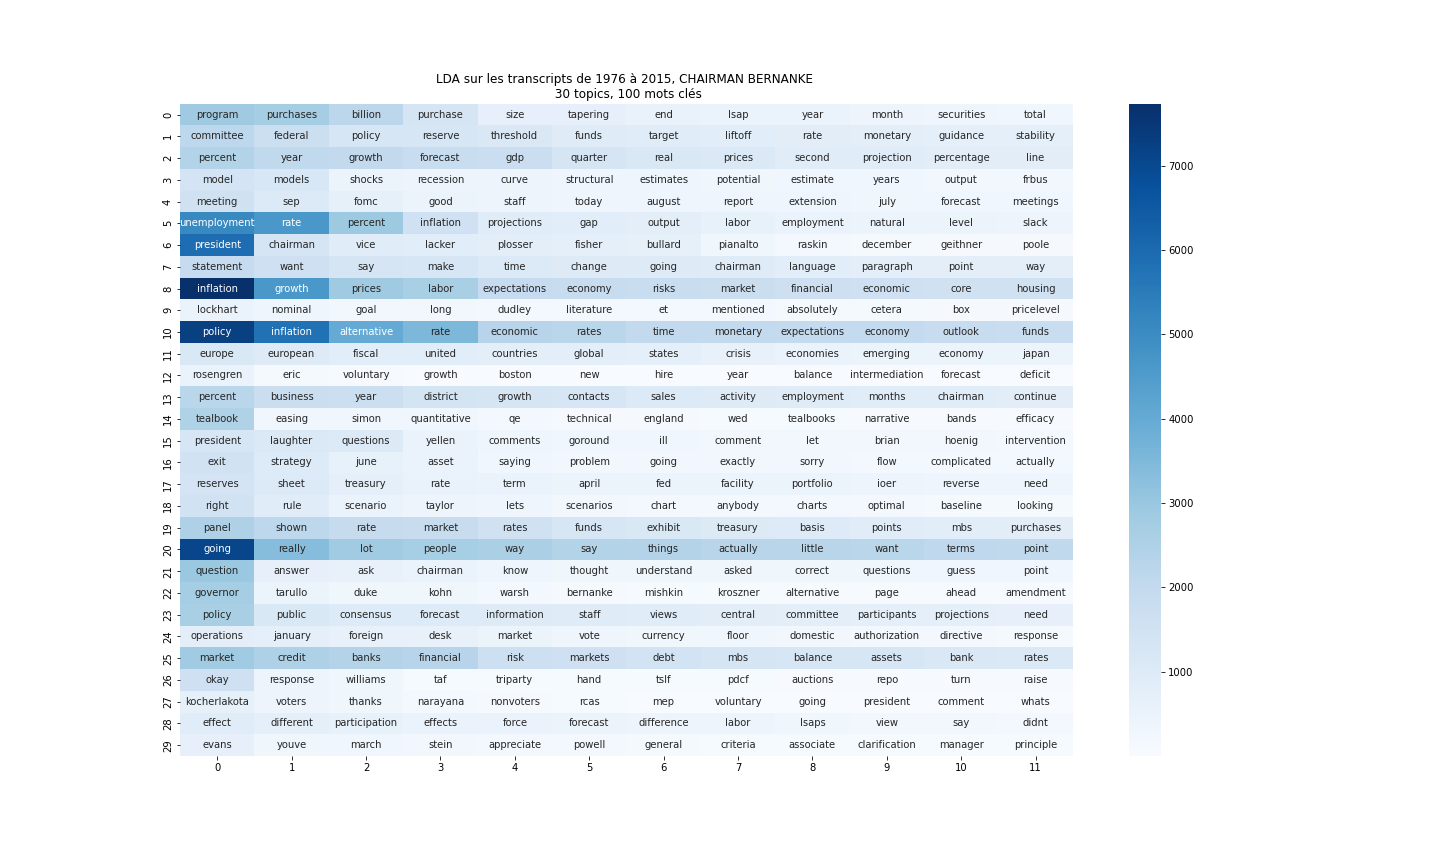 LDA sur les transcripts de 1976 à 2015, CHAIRMAN BERNANKE
30 topics, 100 mots clés
0 program purchases billion purchase size tapering end lsap year month securities total
1 committee federal policy reserve threshold funds target liftoff rate monetary guidance stability
2 percent year growth forecast gdp quarter real prices second projection percentage line
3 model models shocks recession curve structural estimates potential estimate years output frbus
4 meeting sep fomc good staff today august report extension july forecast meetings
5 unemployment rate percent inflation projections gap output labor employment natural level slack
6 president chairman vice lacker plosser fisher bullard pianalto raskin december geithner poole
7 statement want say make time change going chairman language paragraph point way
8 inflation growth prices labor expectations economy risks market financial economic core housing
9 lockhart nominal goal long dudley literature et mentioned absolutely cetera box pricelevel
10 policy inflation alternative rate economic rates time monetary expectations economy outlook funds
11 europe european fiscal united countries global states crisis economies emerging economy japan
12 rosengren eric voluntary growth boston new hire year balance intermediation forecast deficit
13 percent business year district growth contacts sales activity employment months chairman continue
14 tealbook easing simon quantitative qe technical england wed tealbooks narrative bands efficacy
15 president laughter questions yellen comments goround ill comment let brian hoenig intervention
16 exit strategy june asset saying problem going exactly sorry flow complicated actually
17 reserves sheet treasury rate term april fed facility portfolio ioer reverse need
18 right rule scenario taylor lets scenarios chart anybody charts optimal baseline looking
19 panel shown rate market rates funds exhibit treasury basis points mbs purchases
20 going really lot people way say things actually little want terms point
21 question answer ask chairman know thought understand asked correct questions guess point
22 governor tarullo duke kohn warsh bernanke mishkin kroszner alternative page ahead amendment
23 policy public consensus forecast information staff views central committee participants projections need
24 operations january foreign desk market vote currency floor domestic authorization directive response
25 market credit banks financial risk markets debt mbs balance assets bank rates
26 okay response williams taf triparty hand tslf pdcf auctions repo turn raise
27 kocherlakota voters thanks narayana nonvoters rcas mep voluntary going president comment whats
28 effect different participation effects force forecast difference labor lsaps view say didnt
29 evans youve march stein appreciate powell general criteria associate clarification manager principle
0 1 2 3 4 5 6 7 8 9 10 11
7000
6000
5000
4000
3000
2000
1000